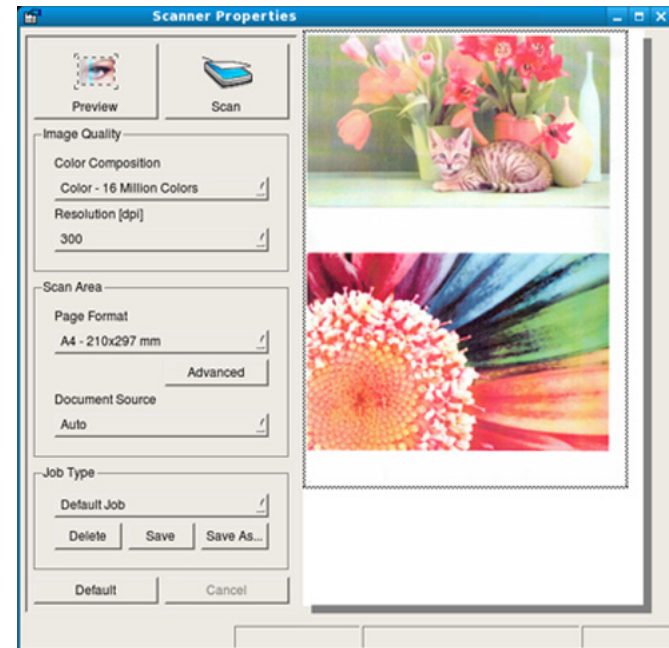 Scanner Properties
Preview Scan
Image Quality
Color Composition
Color - 16 Million Colors
Resolution [dpi]
300
Scan Area
Page Format
A4 - 210x297 mm
Advanced
Document Source
Auto
Job Type
Default Job
Delete Save Save As...
Default Cancel